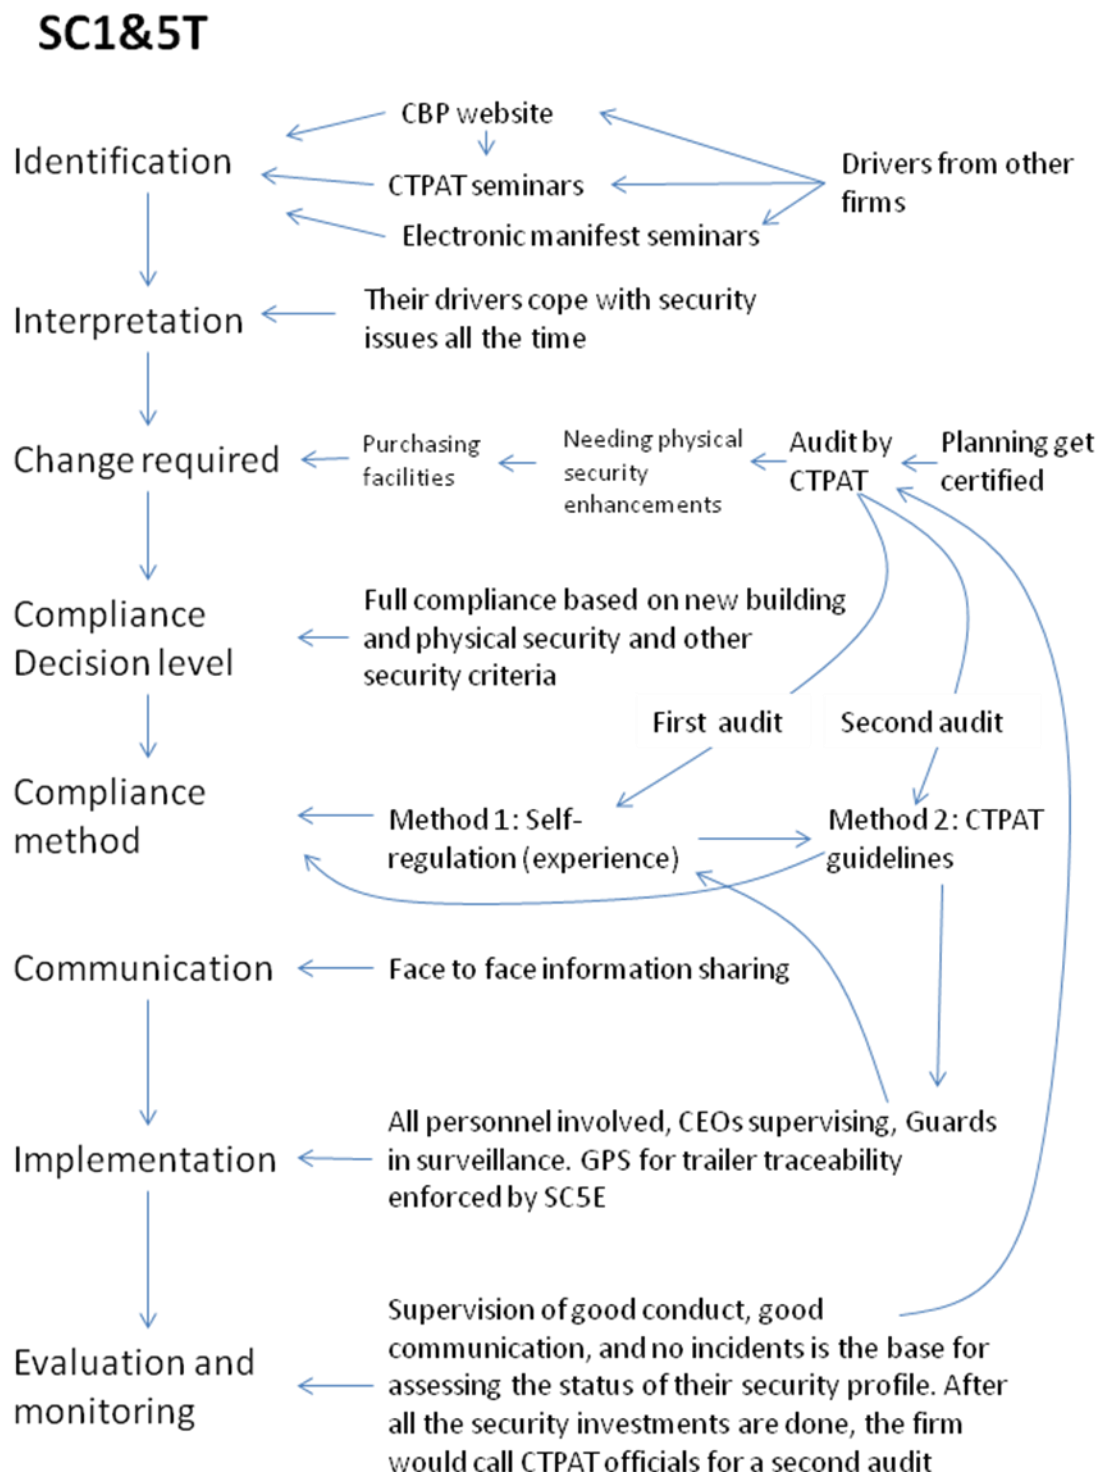 SC1&5T
CBP website
Identification
CTPAT seminars
Drivers from other
firms
Electronic manifest seminars
Interpretation
Their drivers cope with security
issues all the time
Change required
Purchasing
facilities
Needing physical
security
enhancements
Audit by
CTPAT
Planning get
certified
Compliance
Decision level
Full compliance based on new building
and physical security and other
security criteria
First audit
Second audit
Compliance
method
Method 1: Self-
regulation (experience)
Method 2: CTPAT
guidelines
Communication
Face to face information sharing
Implementation
All personnel involved, CEOs supervising, Guards
in surveillance. GPS for trailer traceability
enforced by SC5E
Evaluation and
monitoring
Supervision of good conduct, good
communication, and no incidents is the base for
assessing the status of their security profile. After
all the security investments are done, the firm
would call CTPAT officials for a second audit